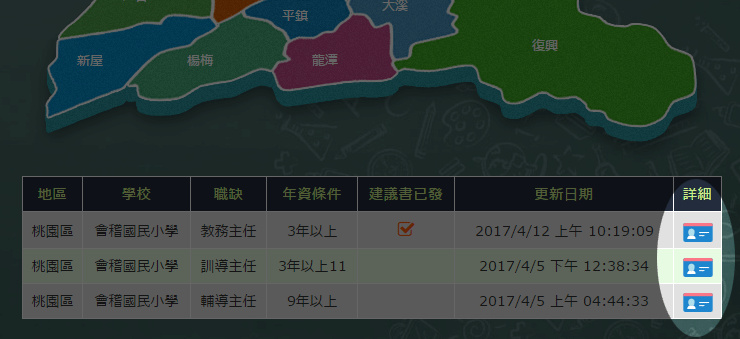 平鎮 大溪
復興
新屋 楊梅 龍潭
地區 學校 職缺 年資條件 建議書已發 更新日期 詳細
桃園區 會稽國民小學 教務主任 3年以上 2017/4/12 上午 10:19:09
桃園區 會稽國民小學 訓導主任 3年以上11 2017/4/5 下午 12:38:34
桃園區 會稽國民小學 輔導主任 9年以上 2017/4/5 上午 04:44:33